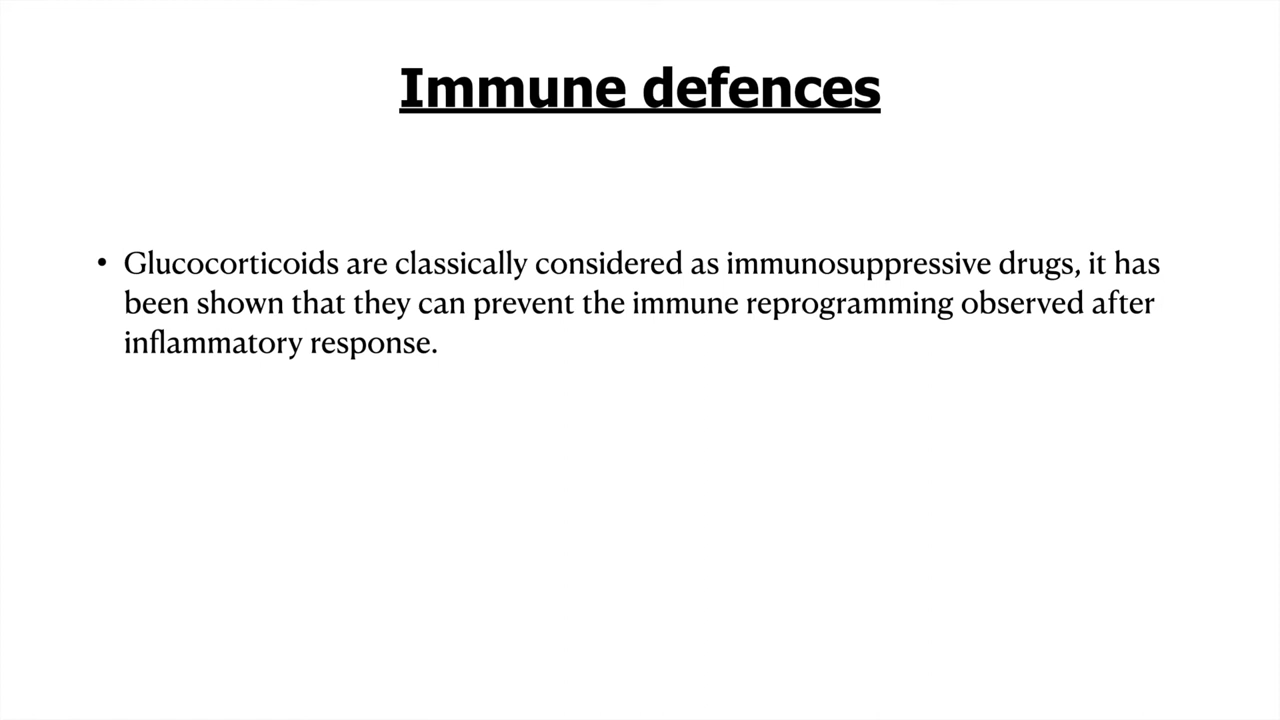 Immune defences
• Glucocorticoids are classically considered as immunosuppressive drugs, it has
been shown that they can prevent the immune reprogramming observed after
inflammatory response.